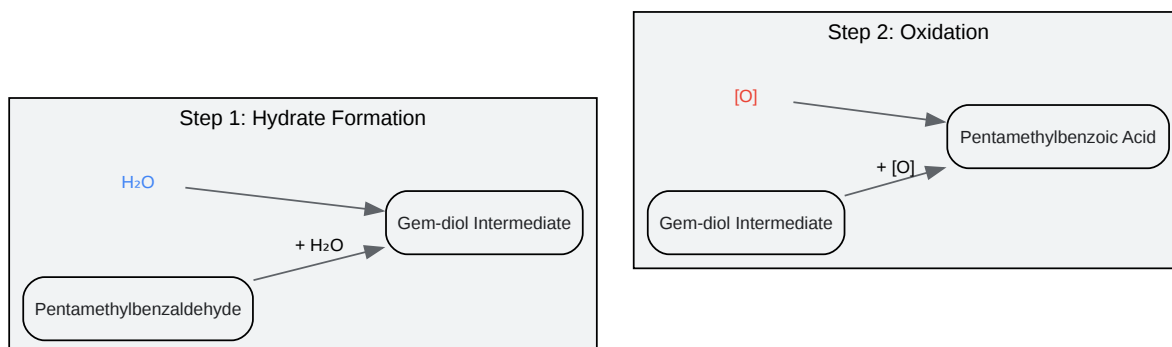 Step 1: Hydrate Formation
H₂O
Gem-diol Intermediate
+ H₂O
Pentamethylbenzaldehyde
Step 2: Oxidation
[O]
Pentamethylbenzoic Acid
+ [O]
Gem-diol Intermediate